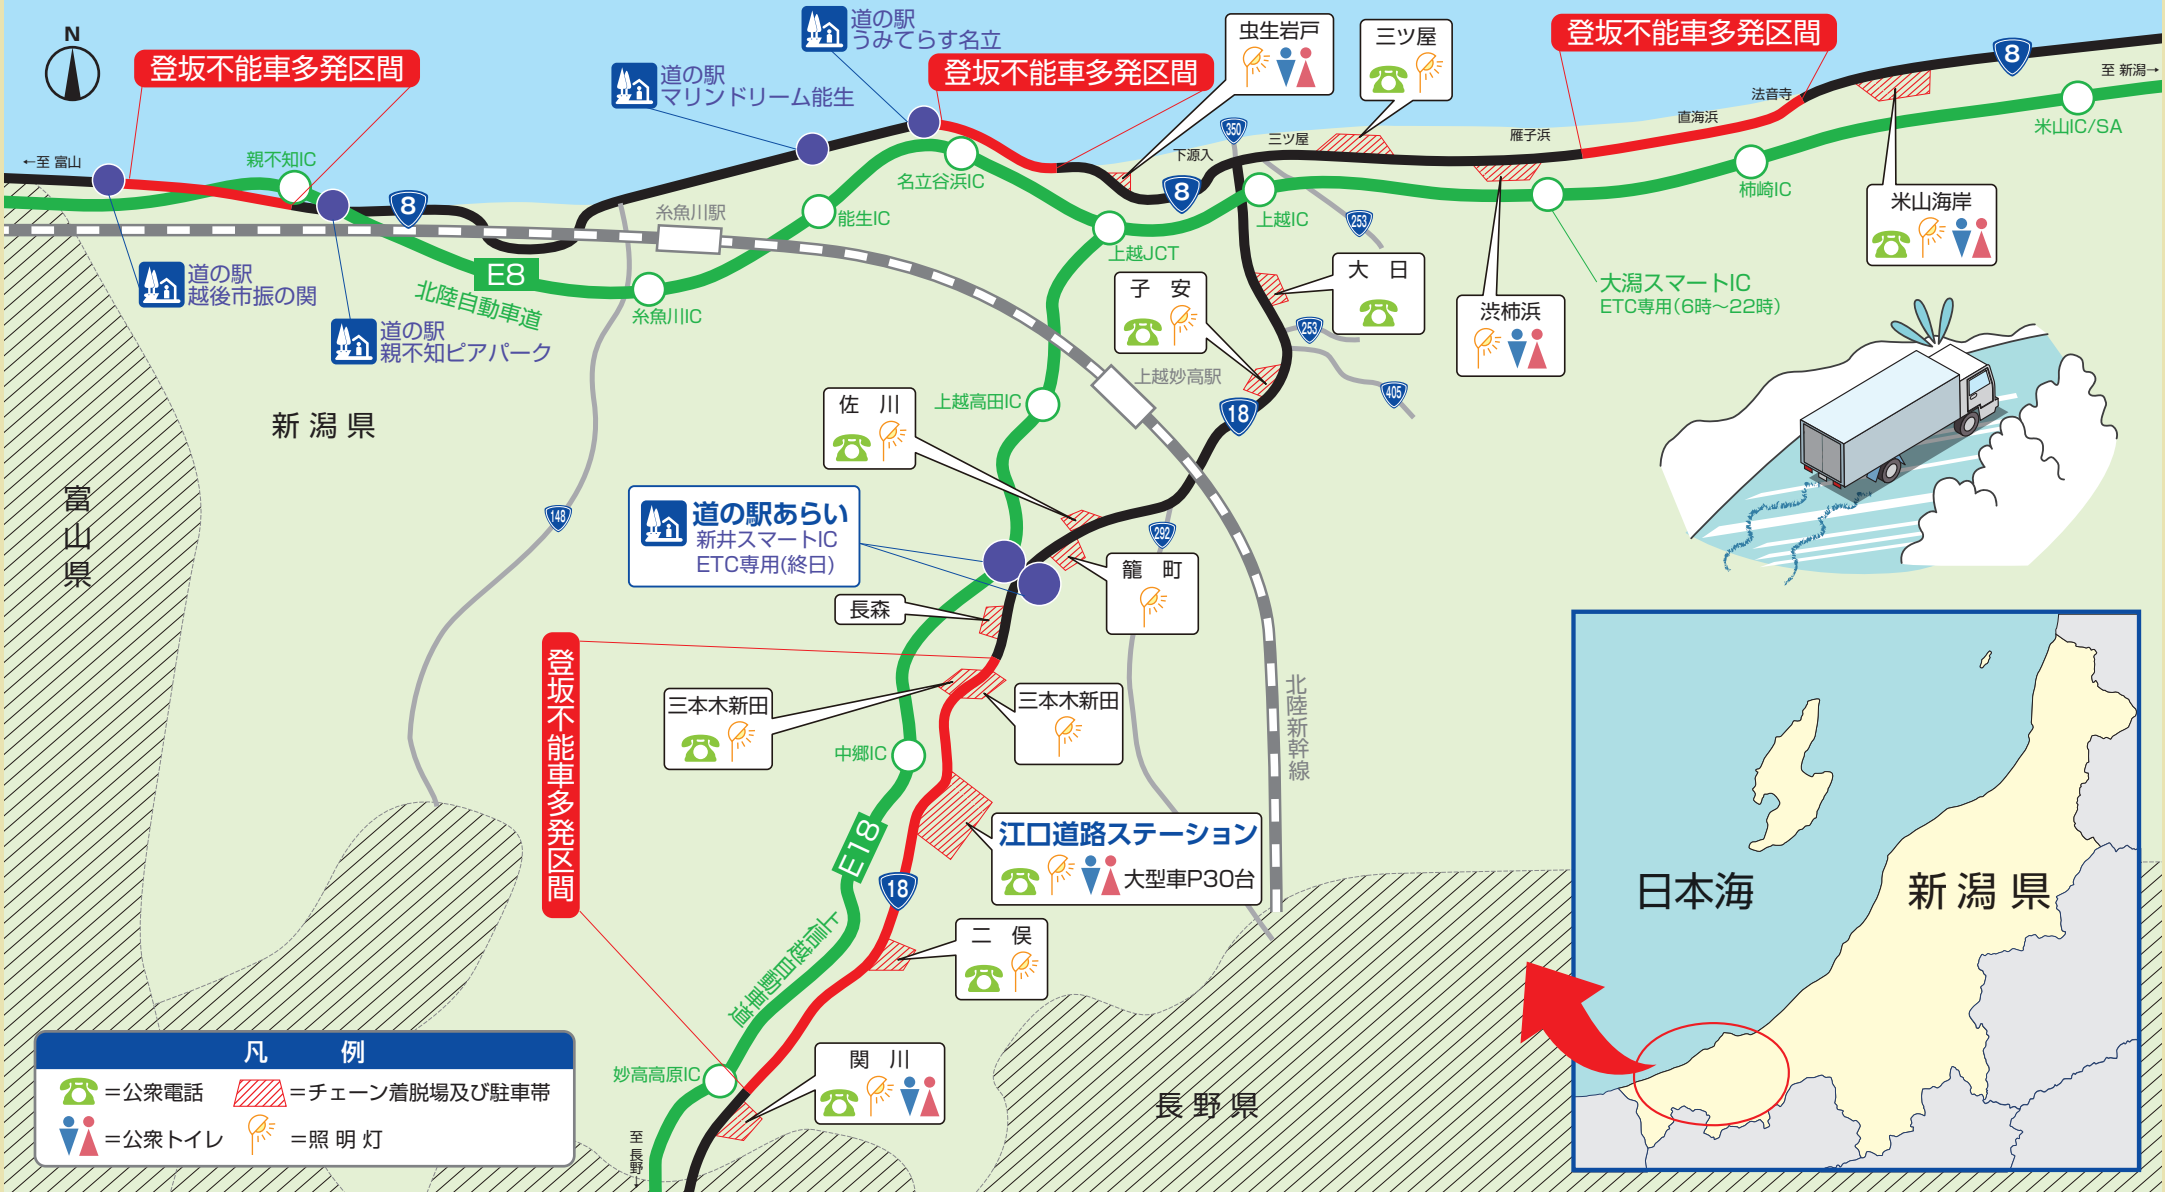 N
登坂不能車多発区間
←至 富山
親不知IC
8
道の駅
越後市振の関
道の駅
親不知ピアパーク
E8
北陸自動車道
糸魚川駅
糸魚川IC
148
道の駅
マリンドリーム能生
道の駅
うみてらす名立
能生IC
名立谷浜IC
登坂不能車多発区間
虫生岩戸
三ツ屋
登坂不能車多発区間
8
至 新潟→
350
下源入
三ツ屋
雁子浜
直海浜
法音寺
8
上越JCT
上越IC
253
柿崎IC
米山IC/SA
米山海岸
渋柿浜
大潟スマートIC
ETC専用(6時～22時)
大 日
子 安
253
405
上越妙高駅
18
上越高田IC
佐 川
道の駅あらい
新井スマートIC
ETC専用(終日)
292
籠 町
長森
登坂不能車多発区間
三本木新田
三本木新田
北陸新幹線
中郷IC
江口道路ステーション
大型車P30台
E18
18
上信越自動車道
二 俣
妙高高原IC
関 川
至 長野→
新潟県
富山県
長野県
凡 例
=公衆電話
=チェーン着脱場及び駐車帯
=公衆トイレ
=照明灯
日本海
新潟県